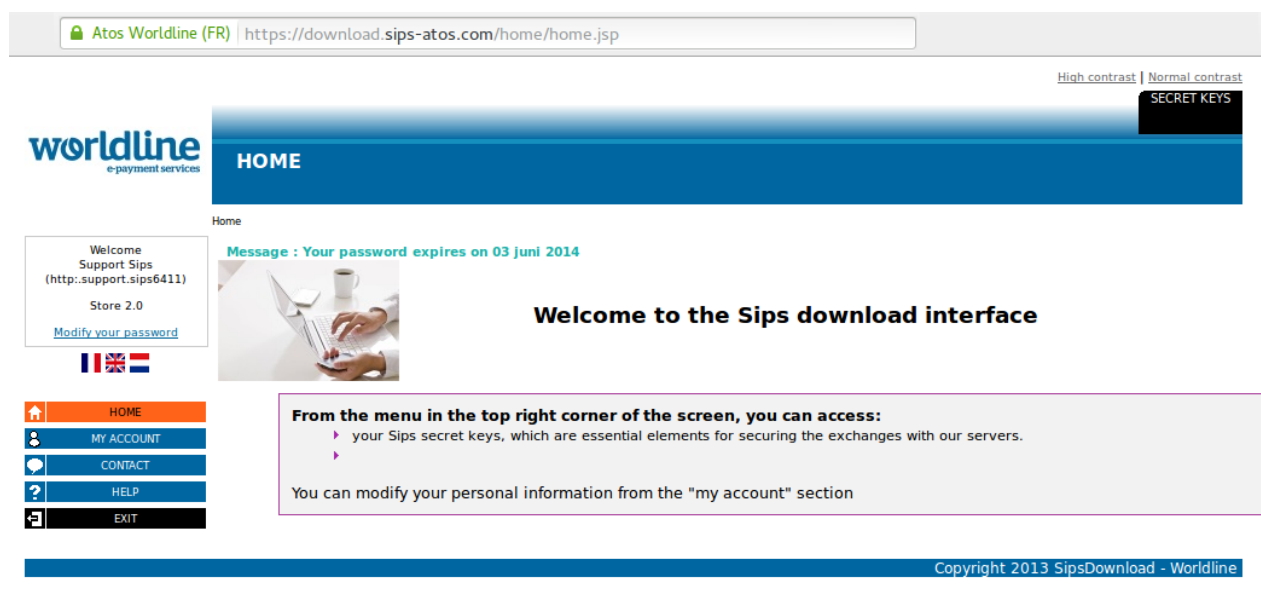 Atos Worldline (FR) https://download.sips-atos.com/home/home.jsp
High contrast | Normal contrast
SECRET KEYS
worldline
e-payment services
HOME
Home
Welcome
Support Sips
(http:.support.sips6411)
Store 2.0
Modify your password
Message : Your password expires on 03 juni 2014
Welcome to the Sips download interface
HOME
MY ACCOUNT
CONTACT
HELP
EXIT
From the menu in the top right corner of the screen, you can access:
your Sips secret keys, which are essential elements for securing the exchanges with our servers.
You can modify your personal information from the "my account" section
Copyright 2013 SipsDownload - Worldline